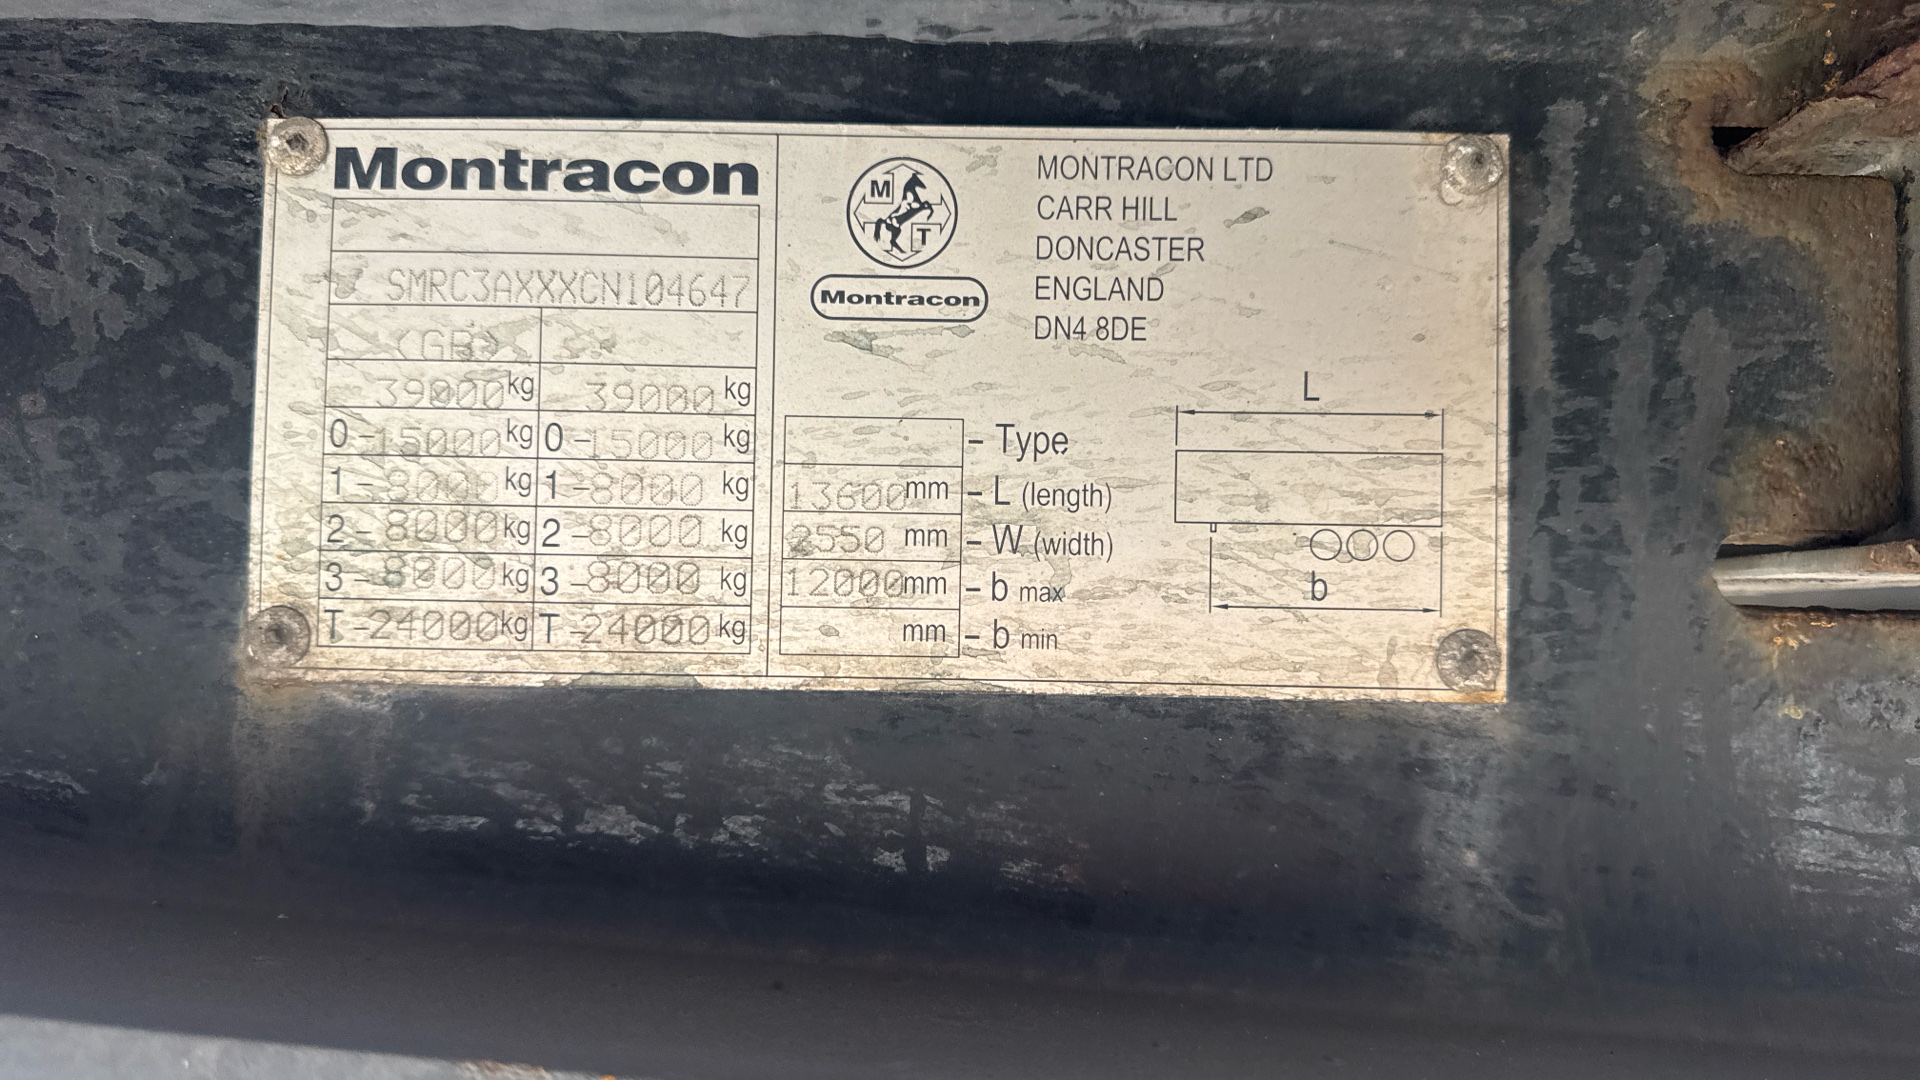 Montracon
SMRC3AXXXCN104647
<GB>
39000kg 39000kg
0-15000kg 0-15000kg
1-8000kg 1-8000kg
2-8000kg 2-8000kg
3-8000kg 3-8000kg
T-24000kg T-24000kg
M
T
Montracon
MONTRACON LTD
CARR HILL
DONCASTER
ENGLAND
DN4 8DE
- Type
13600mm - L (length)
2550 mm - W (width)
12000mm - b max
mm - b min
L
b